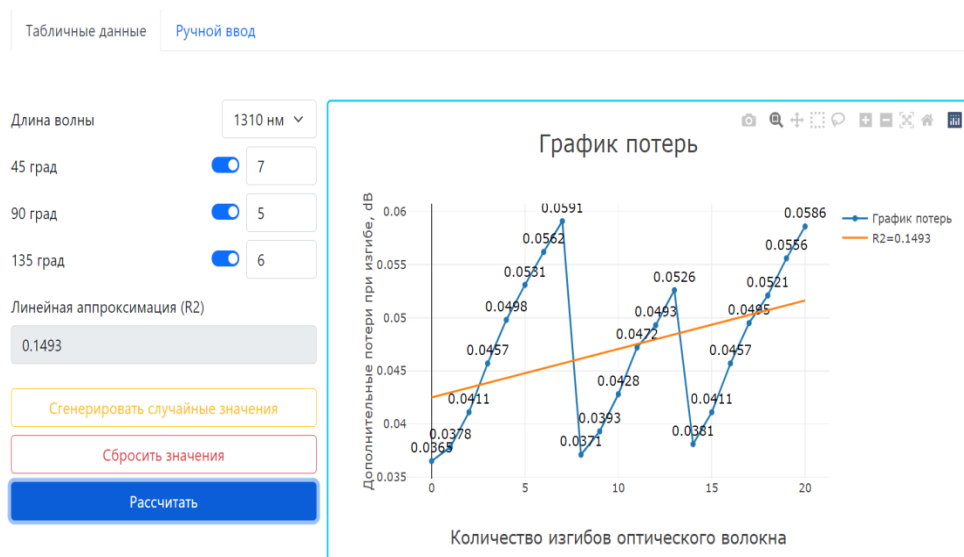 Табличные данные
Ручной ввод
Длина волны
1310 нм
45 град
7
90 град
5
135 град
6
Линейная аппроксимация (R2)
0.1493
Сгенерировать случайные значения
Сбросить значения
Рассчитать
График потерь
Дополнительные потери при изгибе, dB
0.06
0.055
0.05
0.045
0.04
0.035
0.0365
0.0378
0.0411
0.0457
0.0498
0.0531
0.0562
0.0591
0.0371
0.0393
0.0428
0.0472
0.0493
0.0526
0.0381
0.0411
0.0457
0.0495
0.0521
0.0556
0.0586
График потерь
R2=0.1493
0
5
10
15
20
Количество изгибов оптического волокна